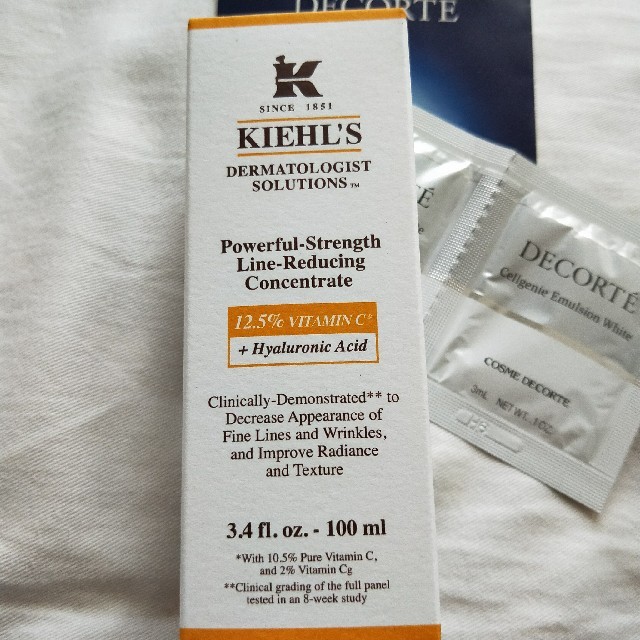 DECORTÉ
K
SINCE 1851
KIEHL'S
DERMATOLOGIST
SOLUTIONS™
Powerful-Strength
Line-Reducing
Concentrate
12.5% VITAMIN C*
+ Hyaluronic Acid
Clinically-Demonstrated** to
Decrease Appearance of
Fine Lines and Wrinkles,
and Improve Radiance
and Texture
3.4 fl. oz. - 100 ml
*With 10.5% Pure Vitamin C,
and 2% Vitamin Cg
**Clinical grading of the full panel
tested in an 8-week study
DECORTÉ
Cellgenie Emulsion White
COSME DECORTE
3mL NET WT. 1OZ.